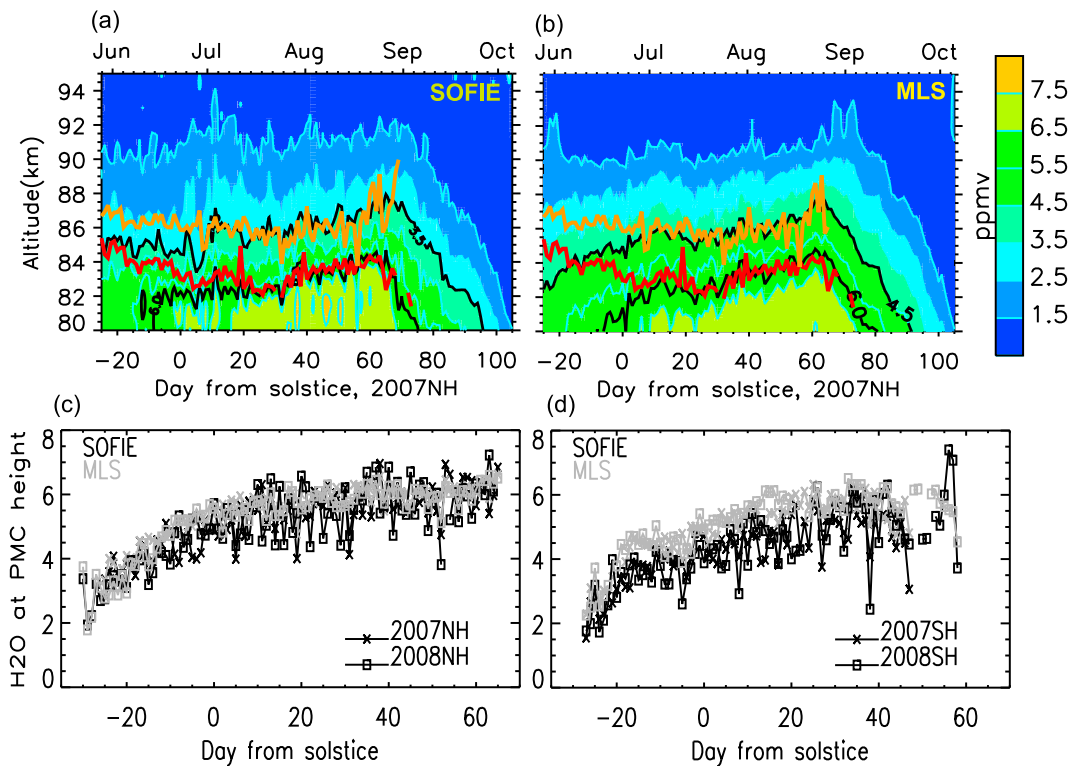 (a)
(b)
Jun Jul Aug Sep Oct
Jun Jul Aug Sep Oct
SOFIE
MLS
94
92
90
88
86
84
82
80
Altitude(km)
3.5
6.0
4.5
-20 0 20 40 60 80 100
-20 0 20 40 60 80 100
Day from solstice, 2007NH
Day from solstice, 2007NH
7.5
6.5
5.5
4.5
3.5
2.5
1.5
ppmv
(c)
(d)
8
6
4
2
0
H2O at PMC height
SOFIE
MLS
2007NH
2008NH
-20 0 20 40 60
Day from solstice
8
6
4
2
0
SOFIE
MLS
2007SH
2008SH
-20 0 20 40 60
Day from solstice